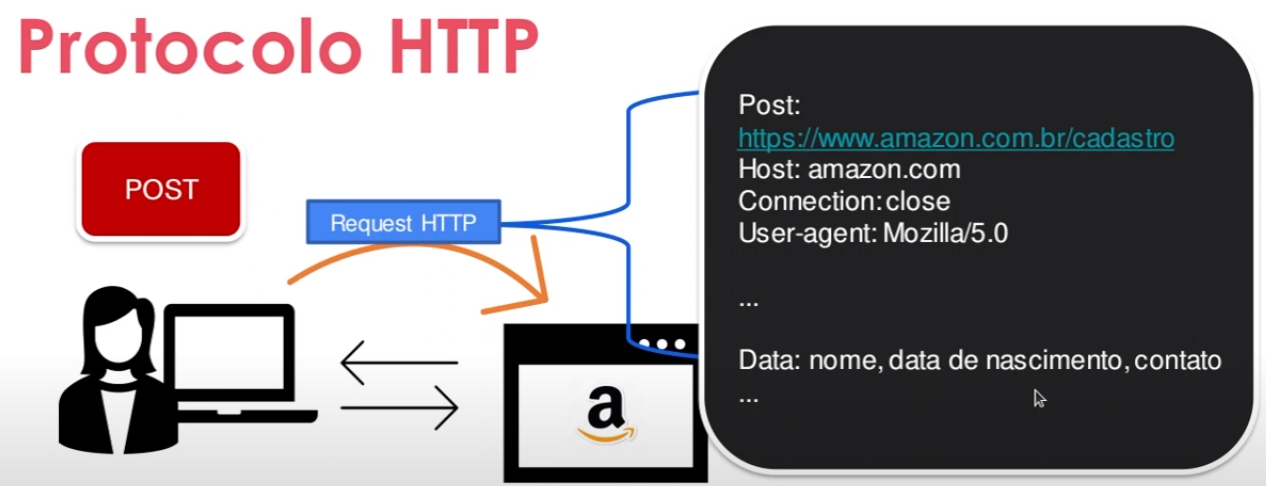 Protocolo HTTP
POST
Request HTTP
a
Post:
https://www.amazon.com.br/cadastro
Host: amazon.com
Connection: close
User-agent: Mozilla/5.0
...
Data: nome, data de nascimento, contato
...